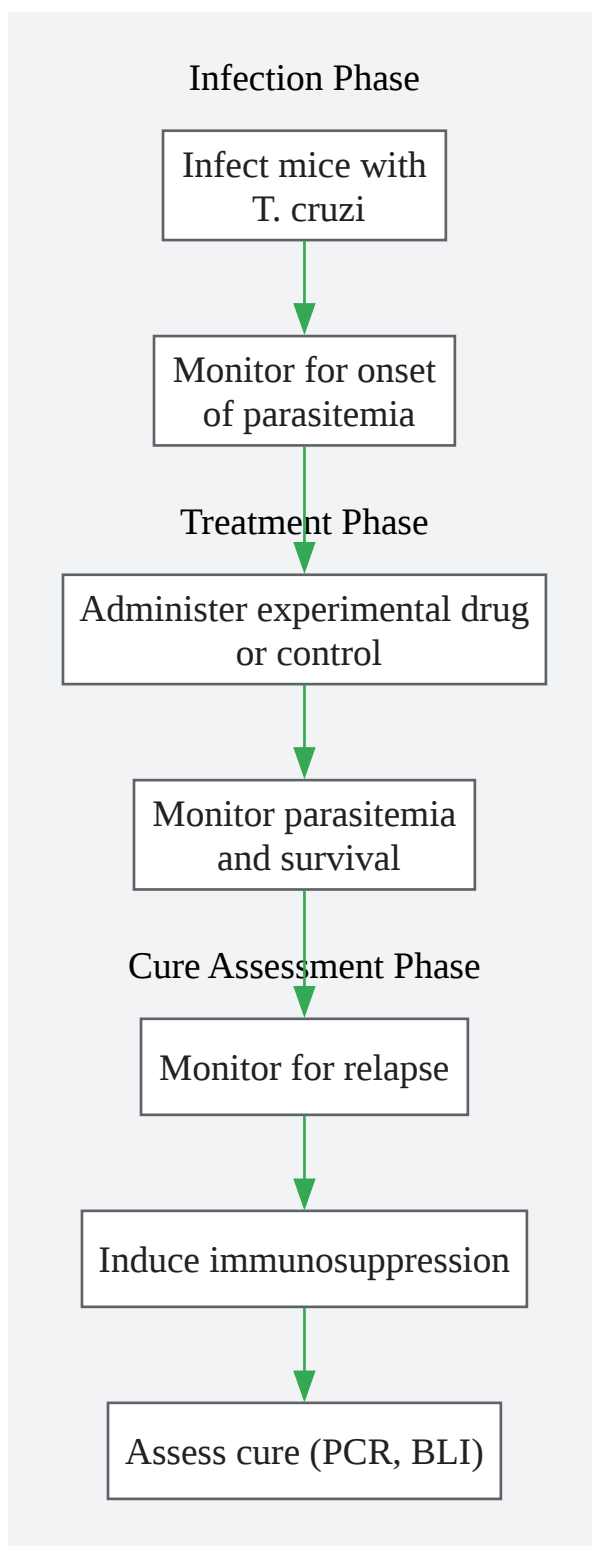 Infection Phase
Infect mice with
T. cruzi
Monitor for onset
of parasitemia
Treatment Phase
Administer experimental drug
or control
Monitor parasitemia
and survival
Cure Assessment Phase
Monitor for relapse
Induce immunosuppression
Assess cure (PCR, BLI)